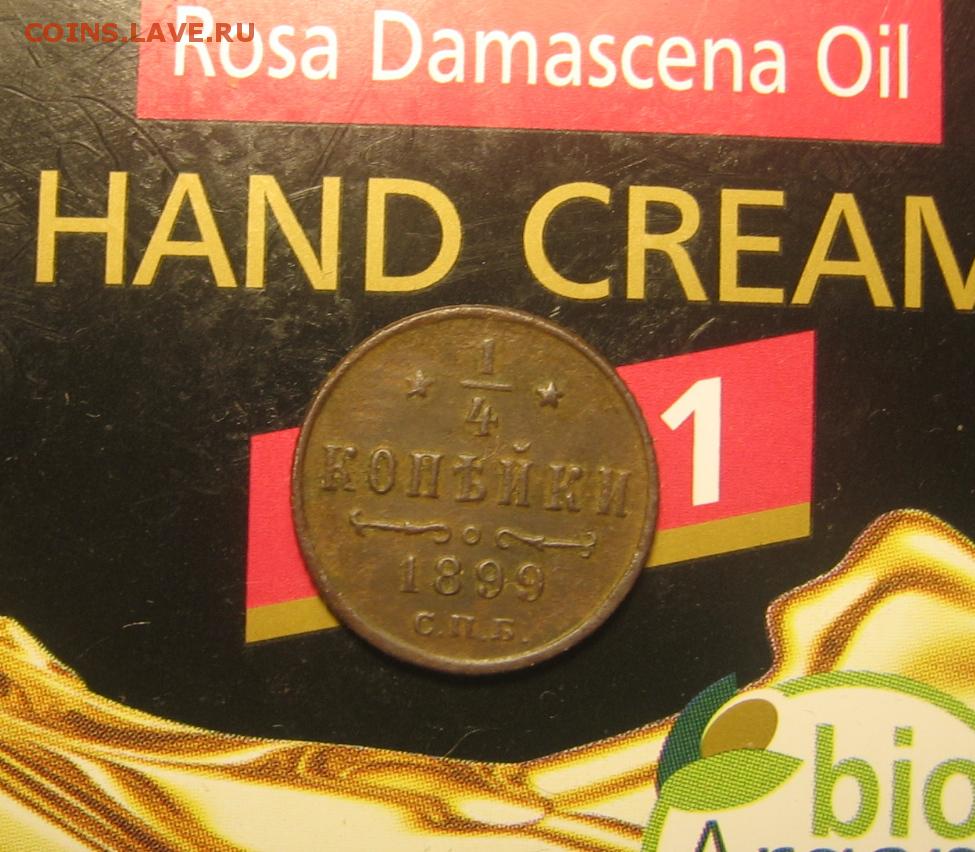 COINS.LAVE.RU
Rosa Damascena Oil
HAND CREAM
1
1
4
КОПѢЙКИ
1899
С.П.Б.
bio